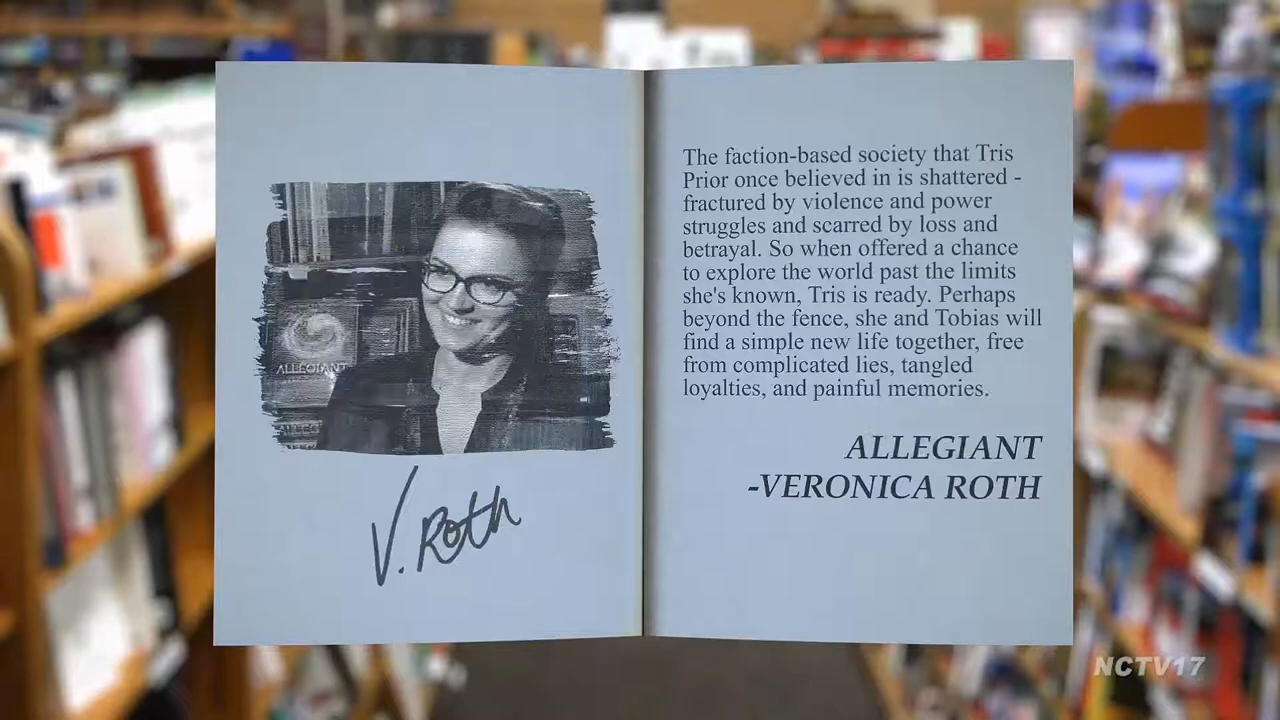 ALLEGIANT
V. Roth
The faction-based society that Tris
Prior once believed in is shattered -
fractured by violence and power
struggles and scarred by loss and
betrayal. So when offered a chance
to explore the world past the limits
she's known, Tris is ready. Perhaps
beyond the fence, she and Tobias will
find a simple new life together, free
from complicated lies, tangled
loyalties, and painful memories.
ALLEGIANT
-VERONICA ROTH
NCTV17